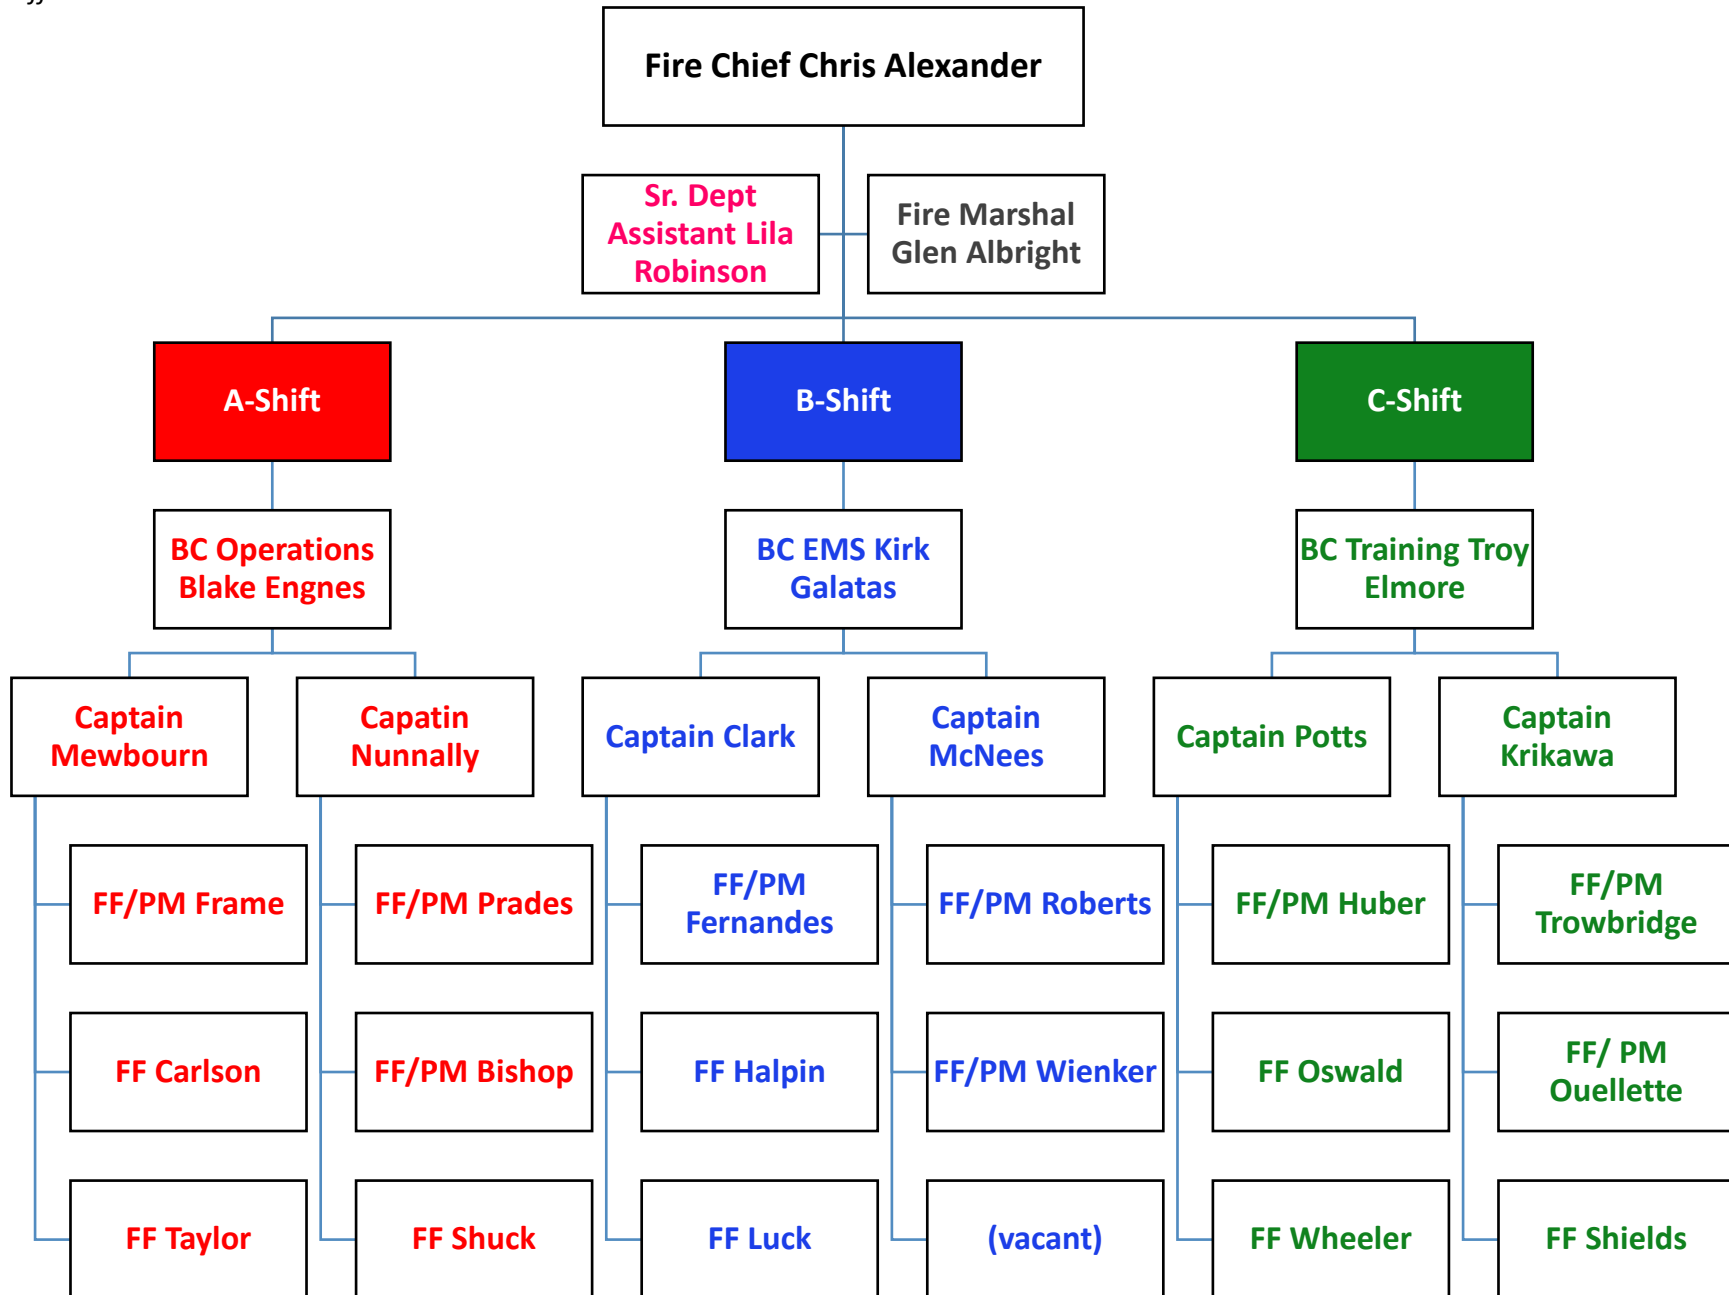 Fire Chief Chris Alexander
Sr. Dept
Assistant Lila
Robinson
Fire Marshal
Glen Albright
A-Shift
B-Shift
C-Shift
BC Operations
Blake Engnes
BC EMS Kirk
Galatas
BC Training Troy
Elmore
Captain
Mewbourn
Capatin
Nunnally
Captain Clark
Captain
McNees
Captain Potts
Captain
Krikawa
FF/PM Frame
FF/PM Prades
FF/PM
Fernandes
FF/PM Roberts
FF/PM Huber
FF/PM
Trowbridge
FF Carlson
FF/PM Bishop
FF Halpin
FF/PM Wienker
FF Oswald
FF/ PM
Ouellette
FF Taylor
FF Shuck
FF Luck
(vacant)
FF Wheeler
FF Shields